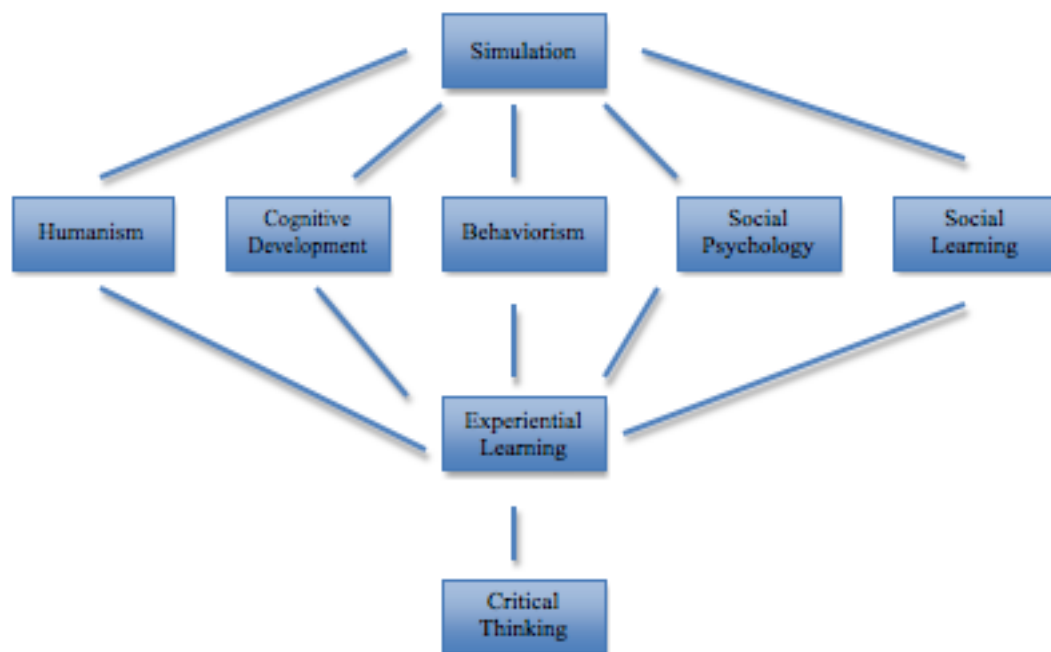 Simulation
Humanism
Cognitive
Development
Behaviorism
Social
Psychology
Social
Learning
Experiential
Learning
Critical
Thinking